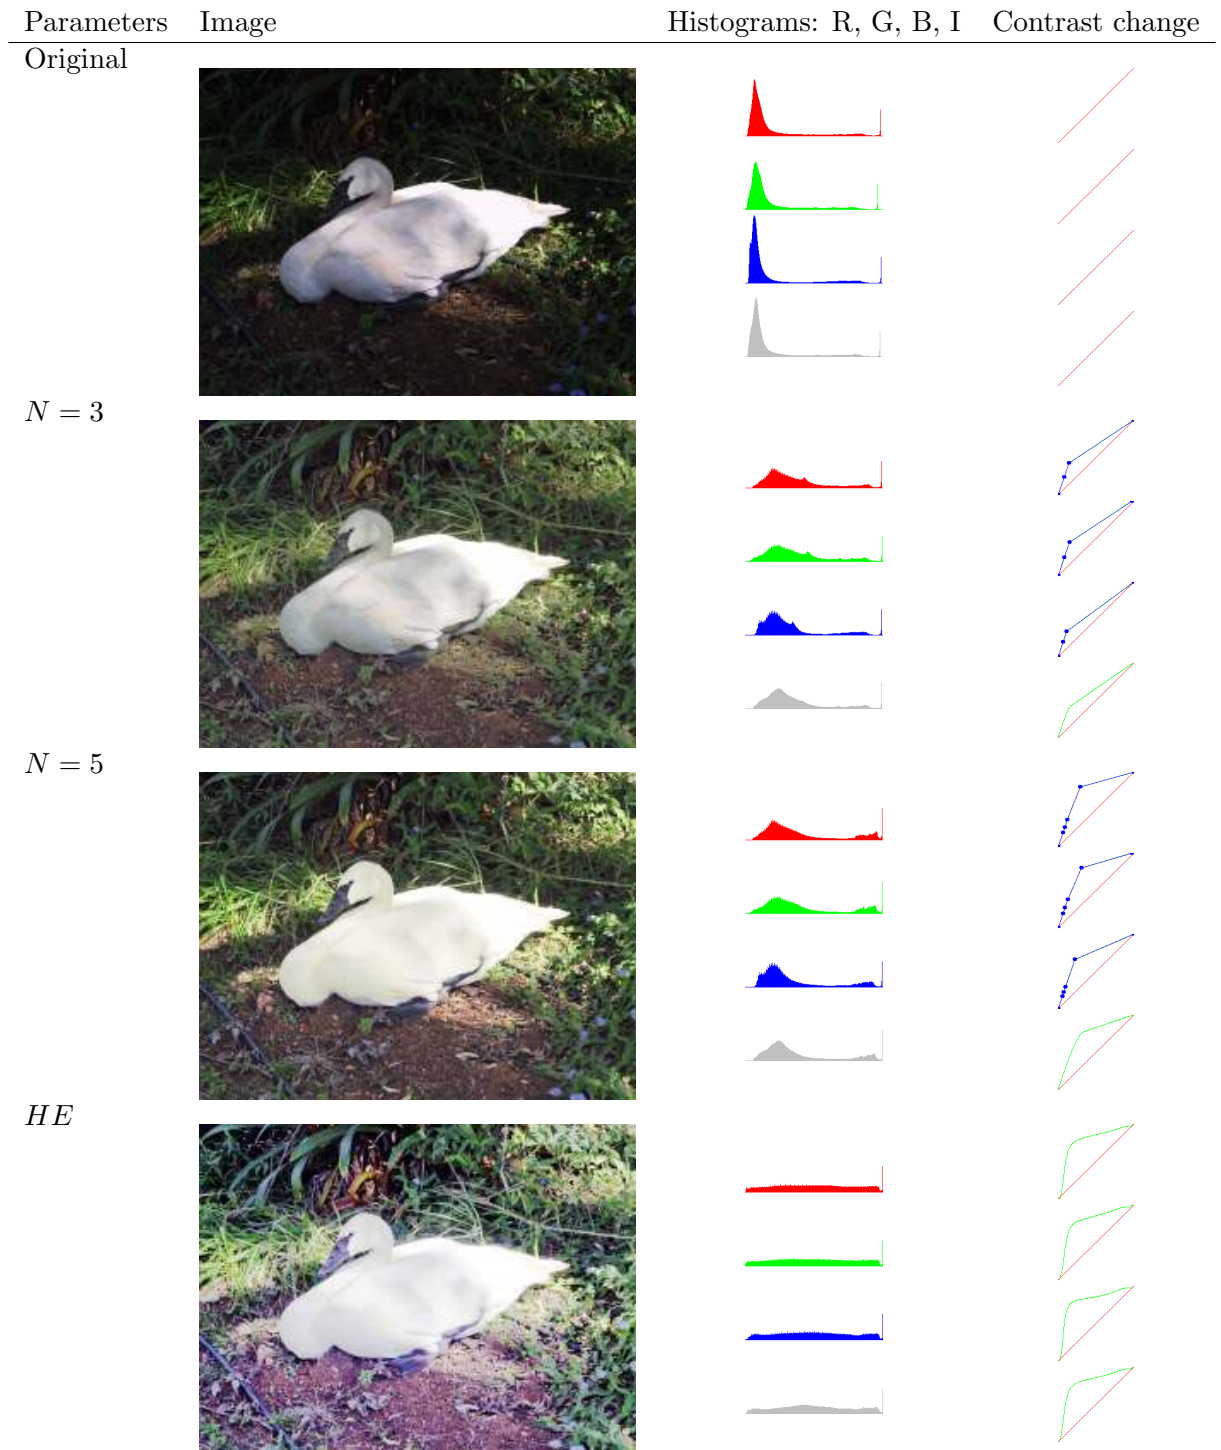 Parameters Image Histograms: R, G, B, I Contrast change
Original
N = 3
N = 5
HE